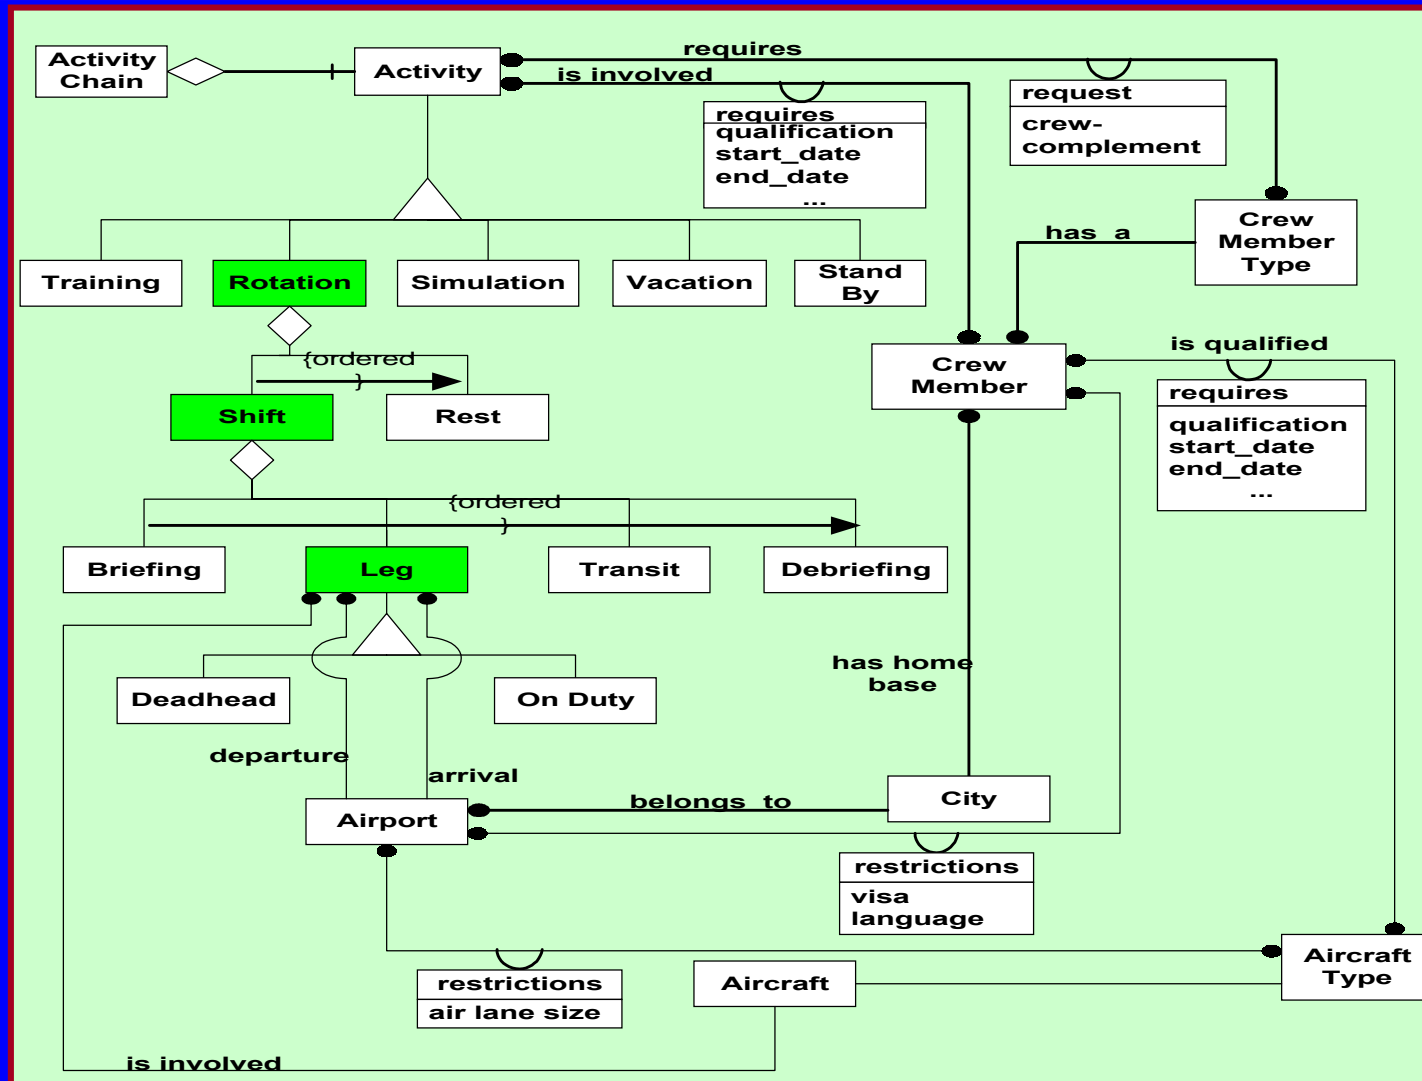 requires
Activity
Chain
Activity
is involved
request
crew-
complement
requires
qualification
start_date
end_date
...
Crew
Member
Type
has a
Training
Rotation
Simulation
Vacation
Stand
By
{ordered
}
is qualified
Crew
Member
requires
qualification
start_date
end_date
...
Shift
Rest
{ordered
}
Briefing
Leg
Transit
Debriefing
has home
base
Deadhead
On Duty
departure
arrival
belongs to
City
Airport
restrictions
visa
language
Aircraft
Type
restrictions
air lane size
Aircraft
is involved